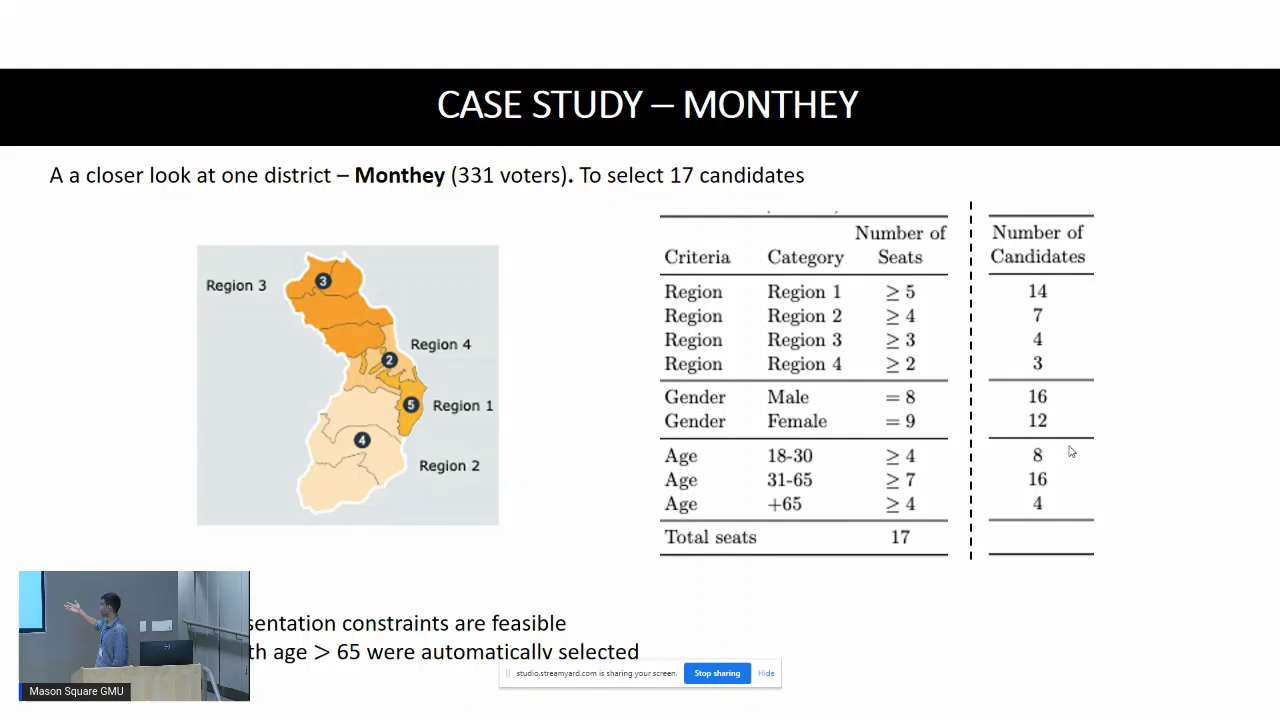 CASE STUDY – MONTHEY
A a closer look at one district – Monthey (331 voters). To select 17 candidates
Region 3
3
Region 4
2
5
Region 1
4
Region 2
Number of
Criteria Category Seats
Region Region 1 ≥ 5
Region Region 2 ≥ 4
Region Region 3 ≥ 3
Region Region 4 ≥ 2
Gender Male = 8
Gender Female = 9
Age 18-30 ≥ 4
Age 31-65 ≥ 7
Age +65 ≥ 4
Total seats 17
Number of
Candidates
14
7
4
3
16
12
8
16
4
constraints are feasible
age > 65 were automatically selected
Mason Square GMU
studio.streamyard.com is sharing your screen.
Stop sharing
Hide